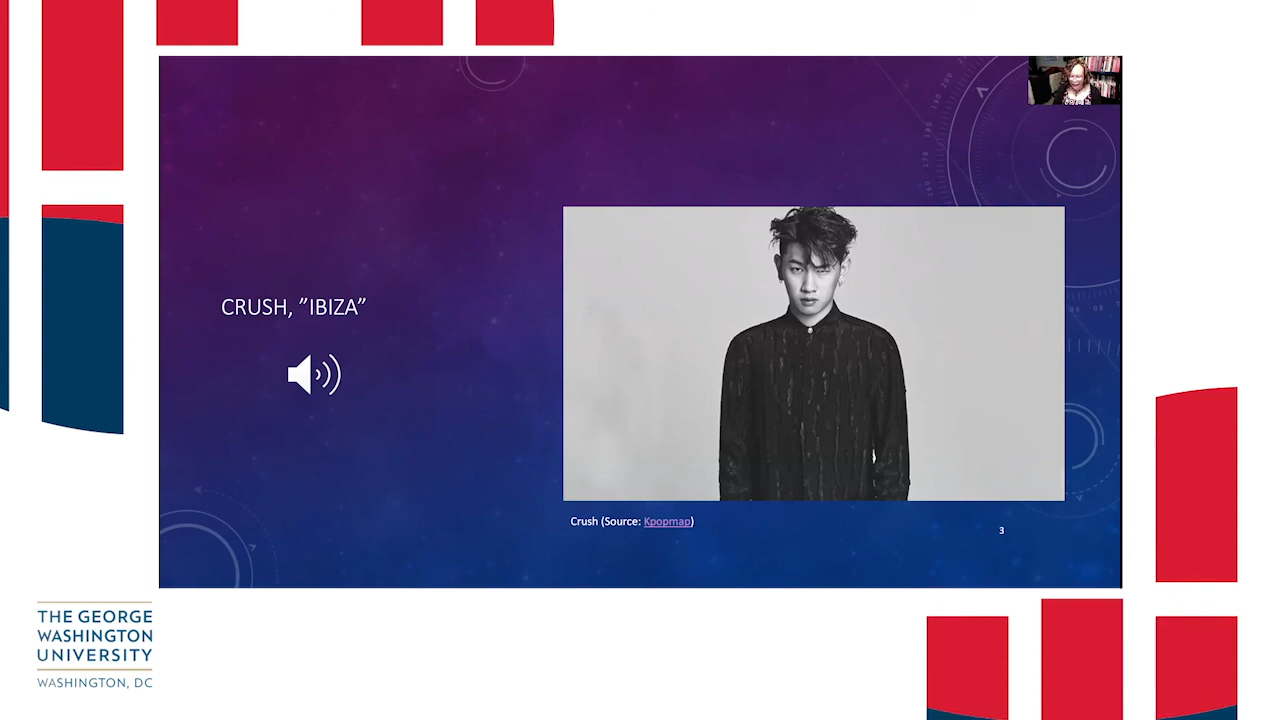 CRUSH, ”IBIZA”
Crush (Source: Kpopmap)
3
THE GEORGE
WASHINGTON
UNIVERSITY
WASHINGTON, DC